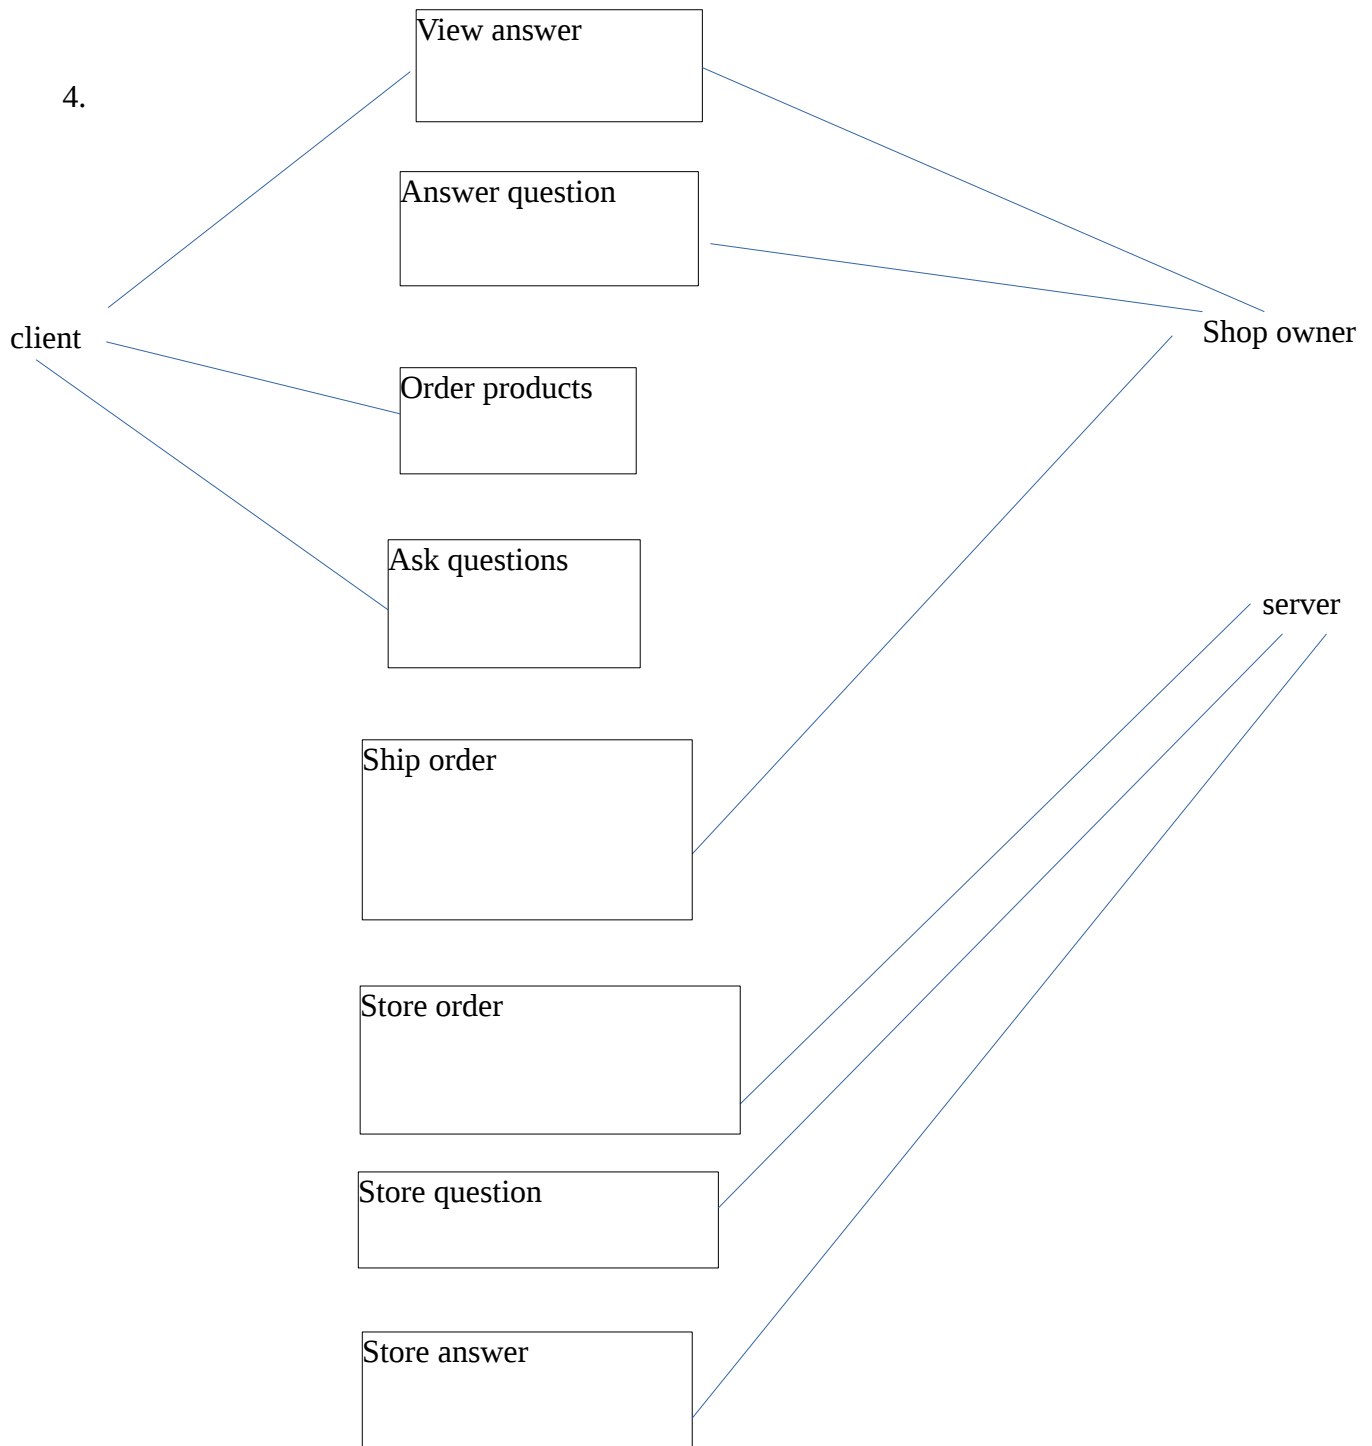 View answer
4.
Answer question
client
Shop owner
Order products
Ask questions
server
Ship order
Store order
Store question
Store answer